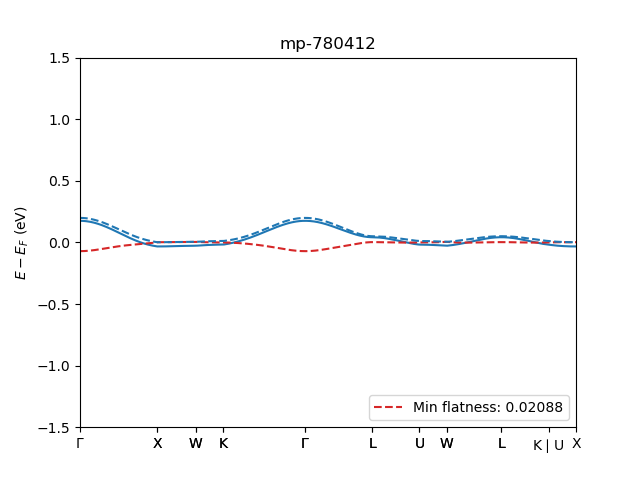 mp-780412
1.5
1.0
0.5
0.0
−0.5
−1.0
−1.5
E − E_F (eV)
Min flatness: 0.02088
Γ X W K Γ L U W L K | U X